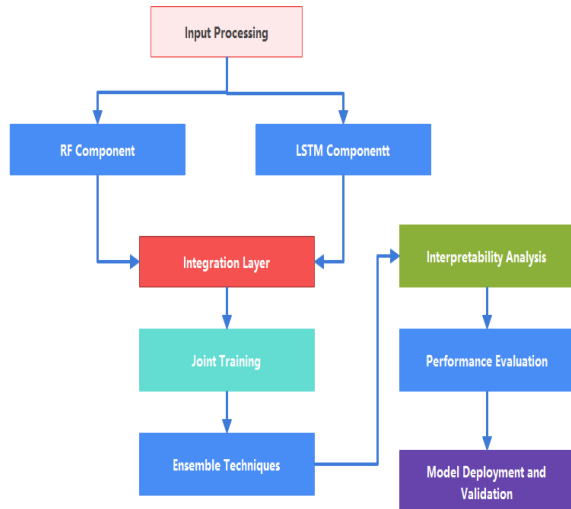 Input Processing
RF Component
LSTM Componentt
Integration Layer
Interpretability Analysis
Joint Training
Performance Evaluation
Ensemble Techniques
Model Deployment and
Validation